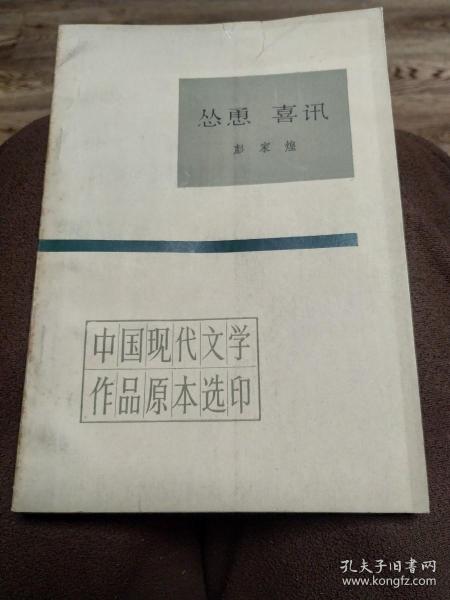 怂恿 喜讯
彭家煌
中国现代文学
作品原本选印
孔夫子旧书网
www.kongfz.com